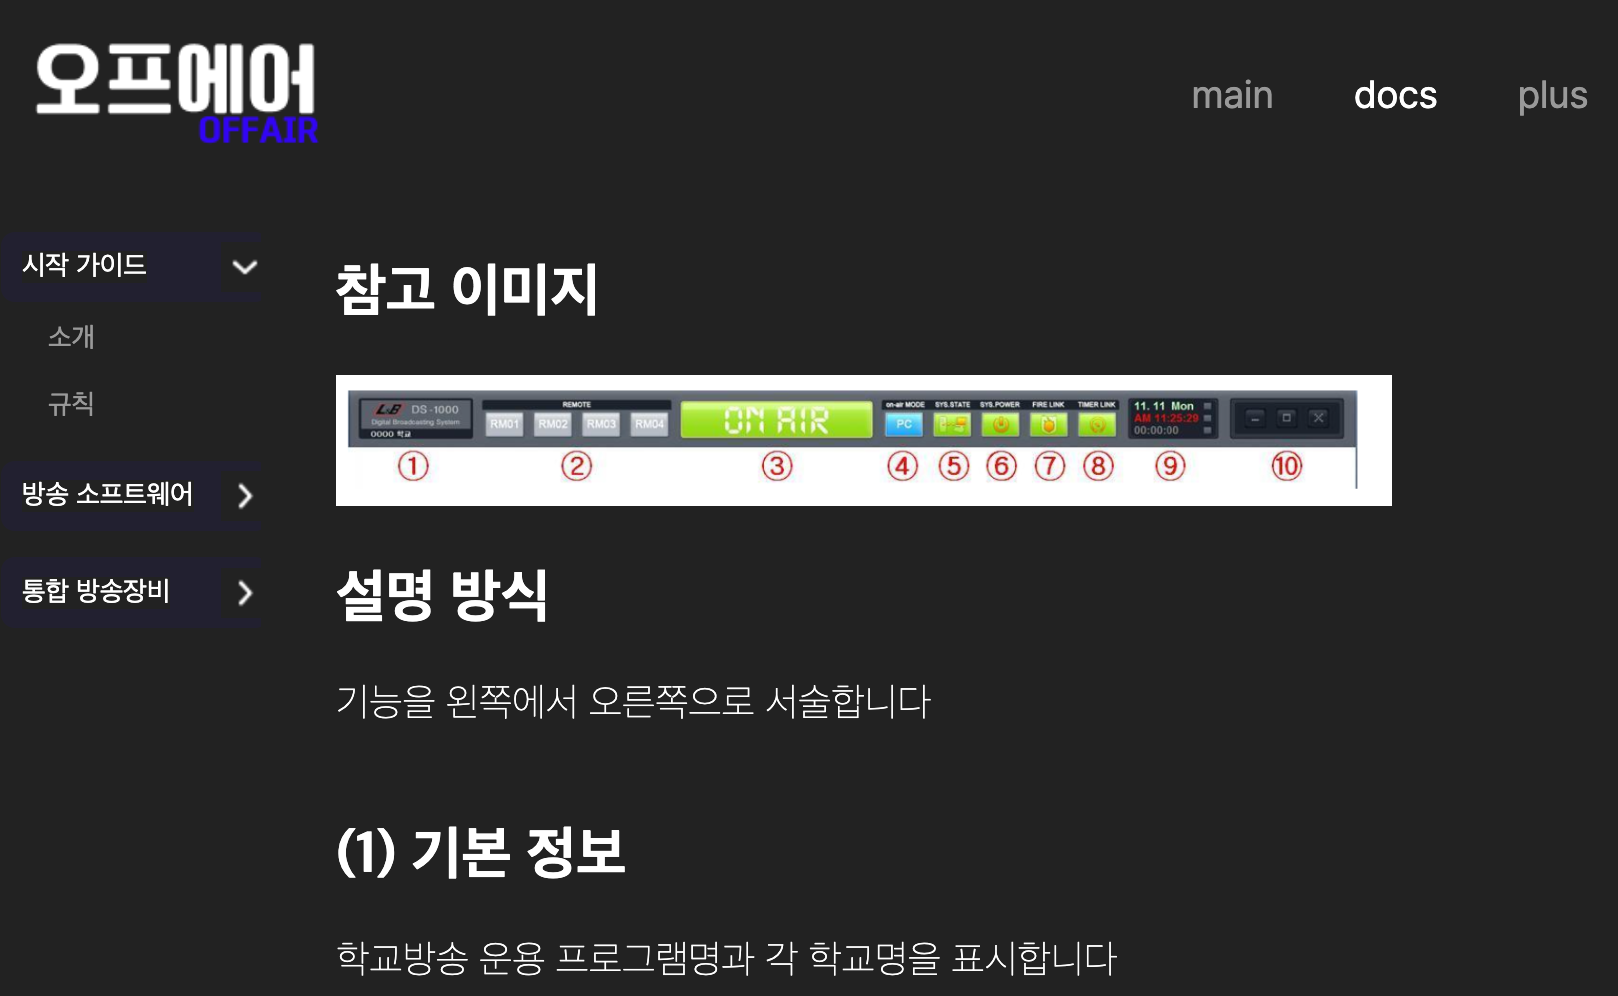 오프에어
OFFAIR
main docs plus
시작 가이드
소개
규칙
방송 소프트웨어
통합 방송장비
참고 이미지
L&B DS-1000
Digital Broadcasting System
0000 학교
REMOTE
RM01 RM02 RM03 RM04
ON AIR
on-air MODE SYS.STATE SYS.POWER FIRE LINK TIMER LINK
PC
11. 11 Mon
AM 11:25:29
00:00:00
① ② ③ ④ ⑤ ⑥ ⑦ ⑧ ⑨ ⑩
설명 방식
기능을 왼쪽에서 오른쪽으로 서술합니다
(1) 기본 정보
학교방송 운용 프로그램명과 각 학교명을 표시합니다